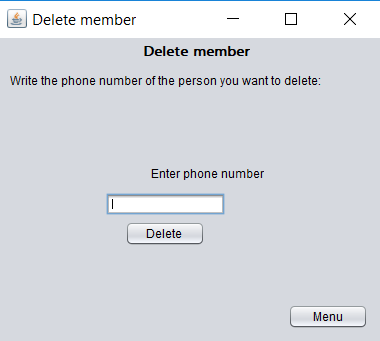 Delete member
Delete member
Write the phone number of the person you want to delete:
Enter phone number
Delete
Menu